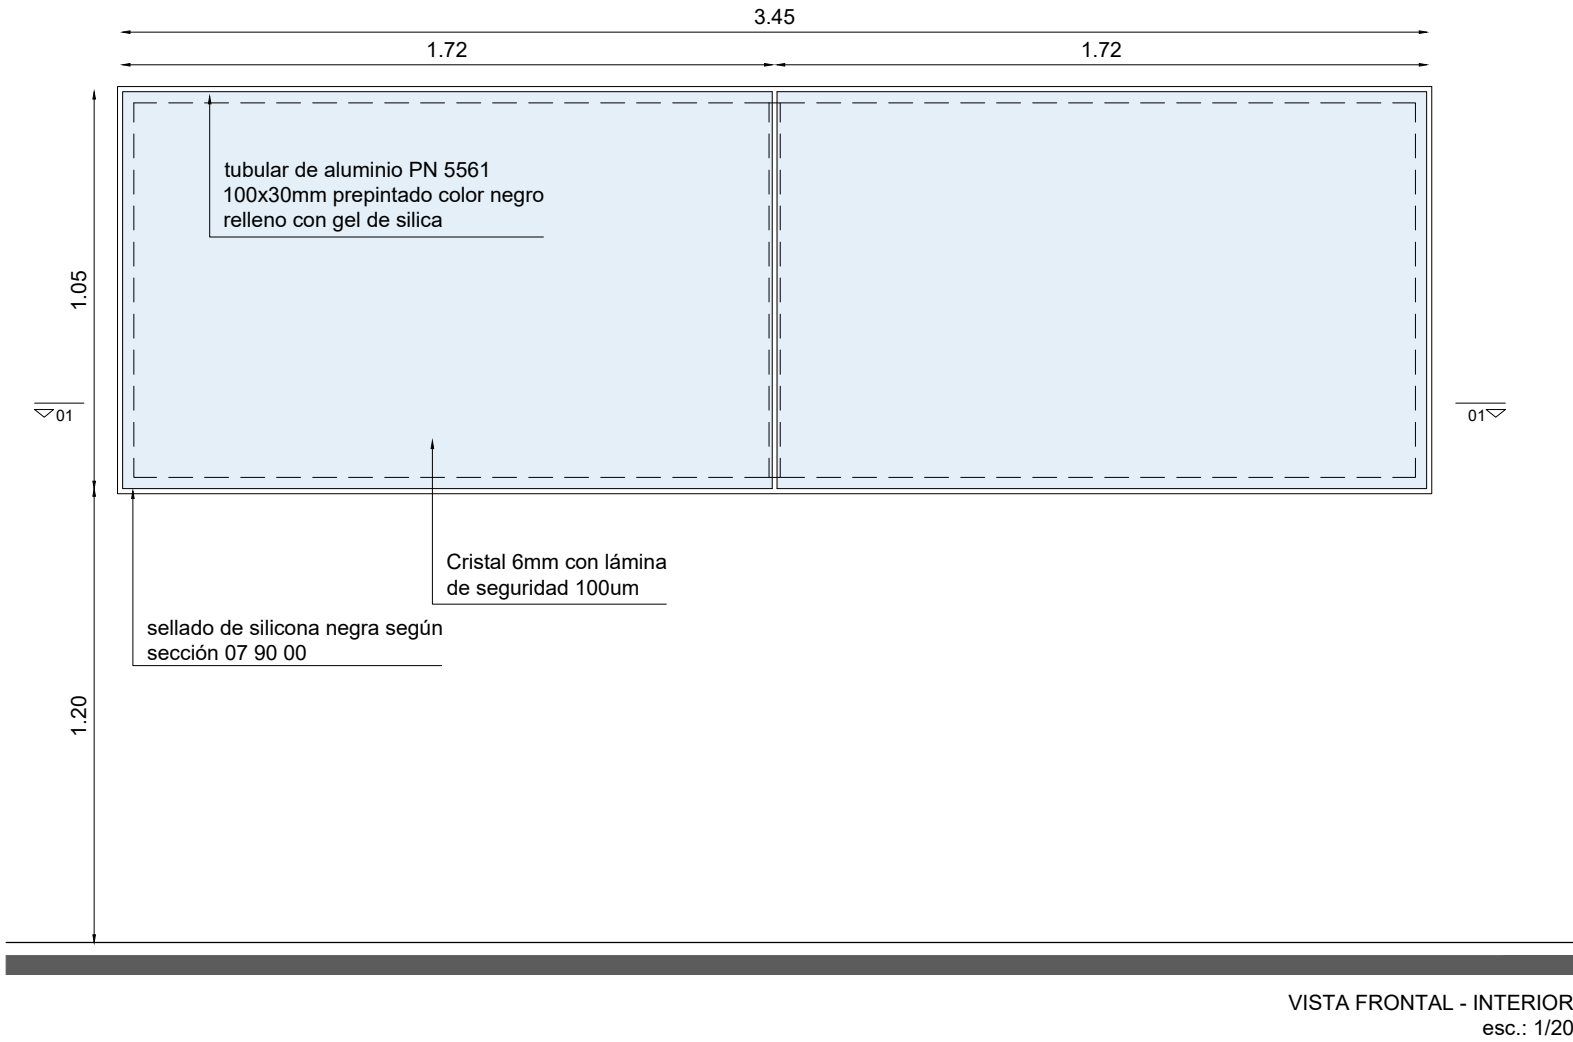 3.45
1.72
1.72
tubular de aluminio PN 5561
100x30mm prepintado color negro
relleno con gel de silica
1.05
01
01
Cristal 6mm con lámina
de seguridad 100um
sellado de silicona negra según
sección 07 90 00
1.20
VISTA FRONTAL - INTERIOR
esc.: 1/20